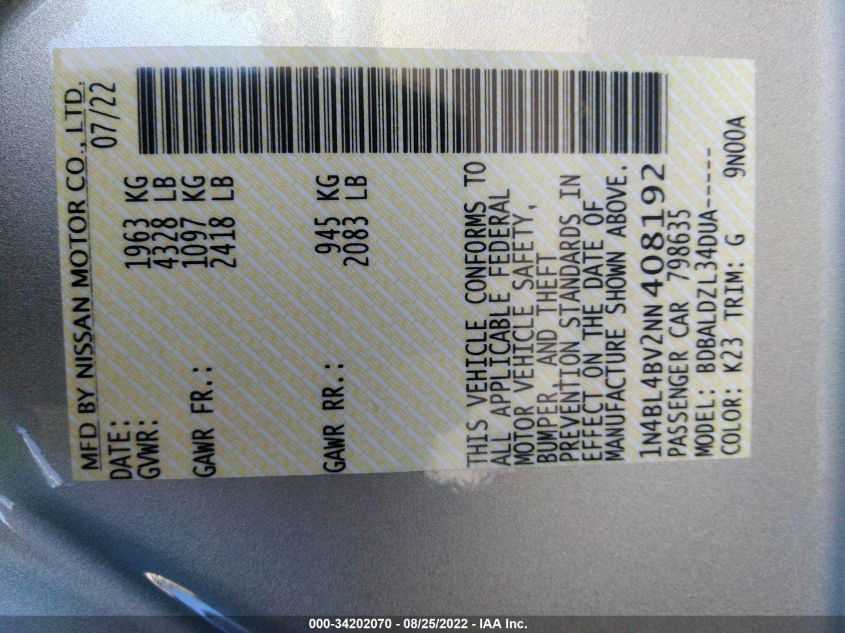 MFD BY NISSAN MOTOR CO., LTD.
DATE: 07/22
GVWR: 1963 KG
4328 LB
GAWR FR.: 1097 KG
2418 LB
GAWR RR.: 945 KG
2083 LB
THIS VEHICLE CONFORMS TO
ALL APPLICABLE FEDERAL
MOTOR VEHICLE SAFETY,
BUMPER, AND THEFT
PREVENTION STANDARDS IN
EFFECT ON THE DATE OF
MANUFACTURE SHOWN ABOVE.
1N4BL4BV2NN408192
PASSENGER CAR 798635
MODEL: BDBALDZL34DUA-----
COLOR: K23 TRIM: G 9N00A
000-34202070 - 08/25/2022 - IAA Inc.